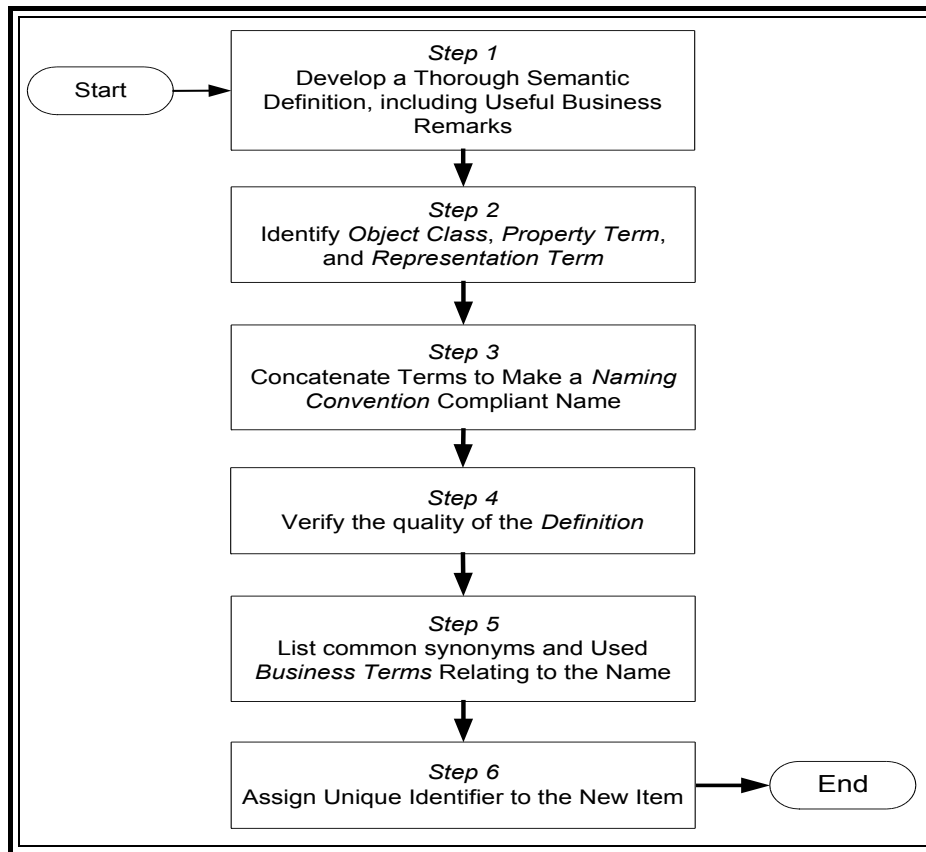 Start
Step 1
Develop a Thorough Semantic
Definition, including Useful Business
Remarks
Step 2
Identify Object Class, Property Term,
and Representation Term
Step 3
Concatenate Terms to Make a Naming
Convention Compliant Name
Step 4
Verify the quality of the Definition
Step 5
List common synonyms and Used
Business Terms Relating to the Name
Step 6
Assign Unique Identifier to the New Item
End